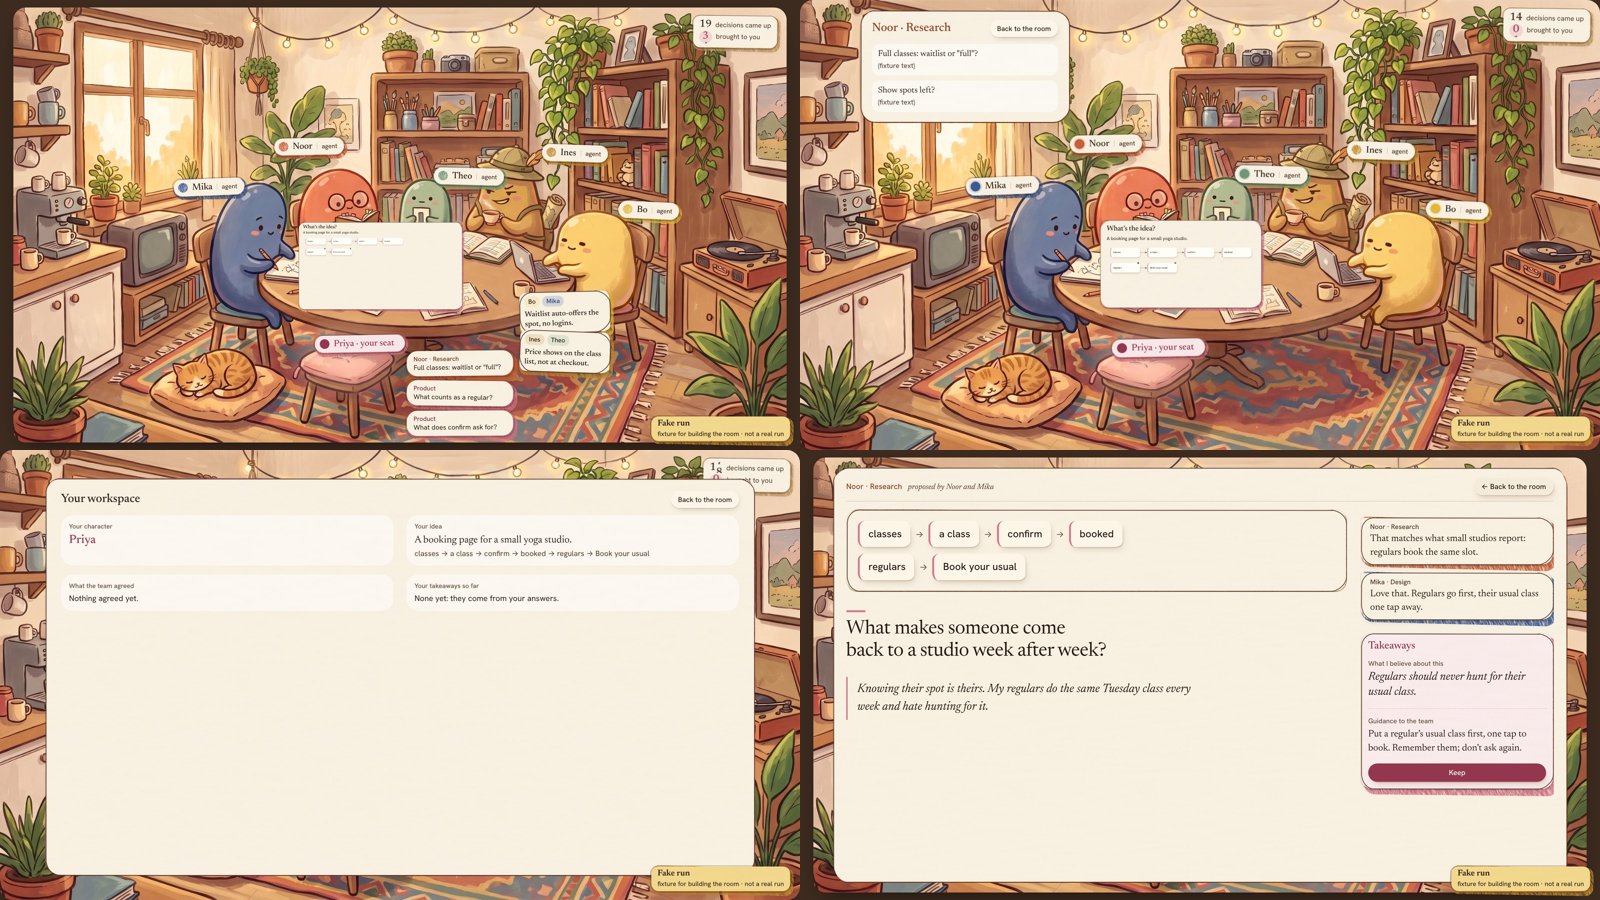 19 decisions came up
3 brought to you
Noor agent
Ines agent
Theo agent
Mika agent
Bo agent
What's the idea?
A booking page for a small yoga studio.
Bo Mika
Waitlist auto-offers the
spot, no logins.
Ines Theo
Price shows on the class
list, not at checkout.
Priya · your seat
Noor · Research
Full classes: waitlist or "full"?
Product
What counts as a regular?
Product
What does confirm ask for?
Fake run
fixture for building the room · not a real run
Noor · Research
Back to the room
Full classes: waitlist or "full"?
(fixture text)
Show spots left?
(fixture text)
14 decisions came up
0 brought to you
Noor agent
Ines agent
Theo agent
Mika agent
Bo agent
What's the idea?
A booking page for a small yoga studio.
Priya · your seat
Fake run
fixture for building the room · not a real run
decisions came up
to you
Your workspace
Back to the room
Your character
Priya
Your idea
A booking page for a small yoga studio.
classes → a class → confirm → booked → regulars → Book your usual
What the team agreed
Nothing agreed yet.
Your takeaways so far
None yet: they come from your answers.
Fake run
fixture for building the room · not a real run
Noor · Research proposed by Noor and Mika
← Back to the room
classes → a class → confirm → booked
regulars → Book your usual
What makes someone come
back to a studio week after week?
Knowing their spot is theirs. My regulars do the same Tuesday class every
week and hate hunting for it.
Noor · Research
That matches what small studios report:
regulars book the same slot.
Mika · Design
Love that. Regulars go first, their usual class
one tap away.
Takeaways
What I believe about this
Regulars should never hunt for their
usual class.
Guidance to the team
Put a regular's usual class first, one tap to
book. Remember them; don't ask again.
Keep
Fake run
fixture for building the room · not a real run